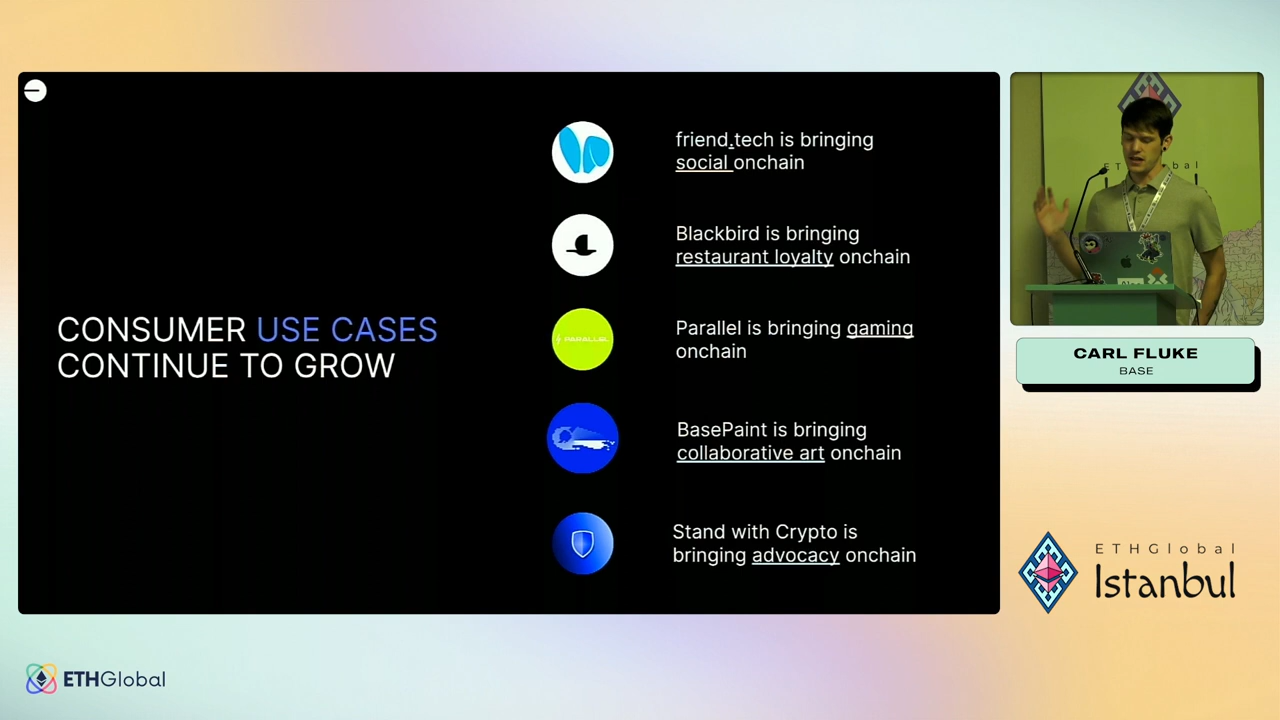 CONSUMER USE CASES
CONTINUE TO GROW
friend.tech is bringing
social onchain
Blackbird is bringing
restaurant loyalty onchain
PARALLEL
Parallel is bringing gaming
onchain
BasePaint is bringing
collaborative art onchain
Stand with Crypto is
bringing advocacy onchain
CARL FLUKE
BASE
ETHGlobal
Istanbul
ETHGlobal